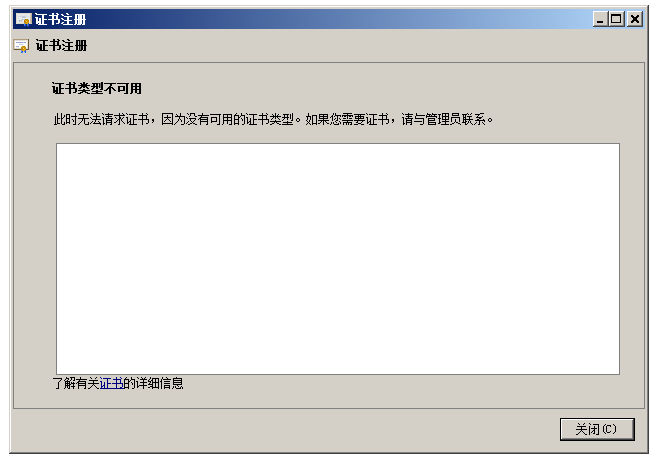 证书注册
证书注册
证书类型不可用
此时无法请求证书，因为没有可用的证书类型。如果您需要证书，请与管理员联系。
了解有关证书的详细信息
关闭(C)